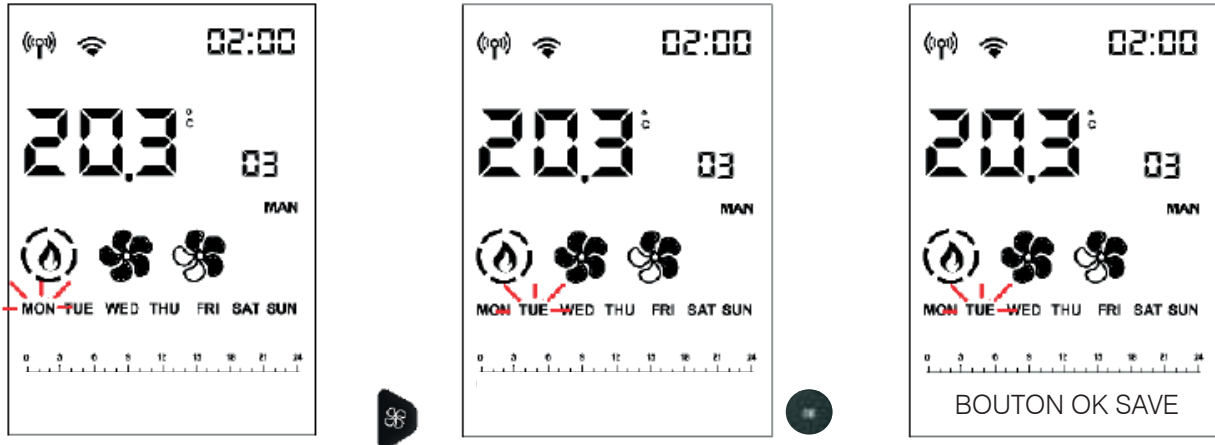 02:00
20.3 °C
03
MAN
MON TUE WED THU FRI SAT SUN
0 3 6 9 12 15 18 21 24
02:00
20.3 °C
03
MAN
MON TUE WED THU FRI SAT SUN
0 3 6 9 12 15 18 21 24
OK
02:00
20.3 °C
03
MAN
MON TUE WED THU FRI SAT SUN
0 3 6 9 12 15 18 21 24
BOUTON OK SAVE